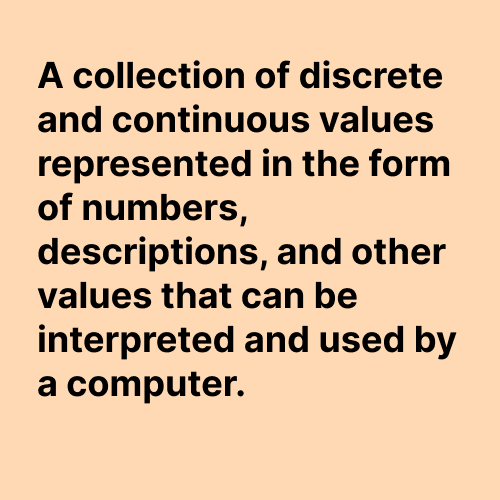 A collection of discrete
and continuous values
represented in the form
of numbers,
descriptions, and other
values that can be
interpreted and used by
a computer.